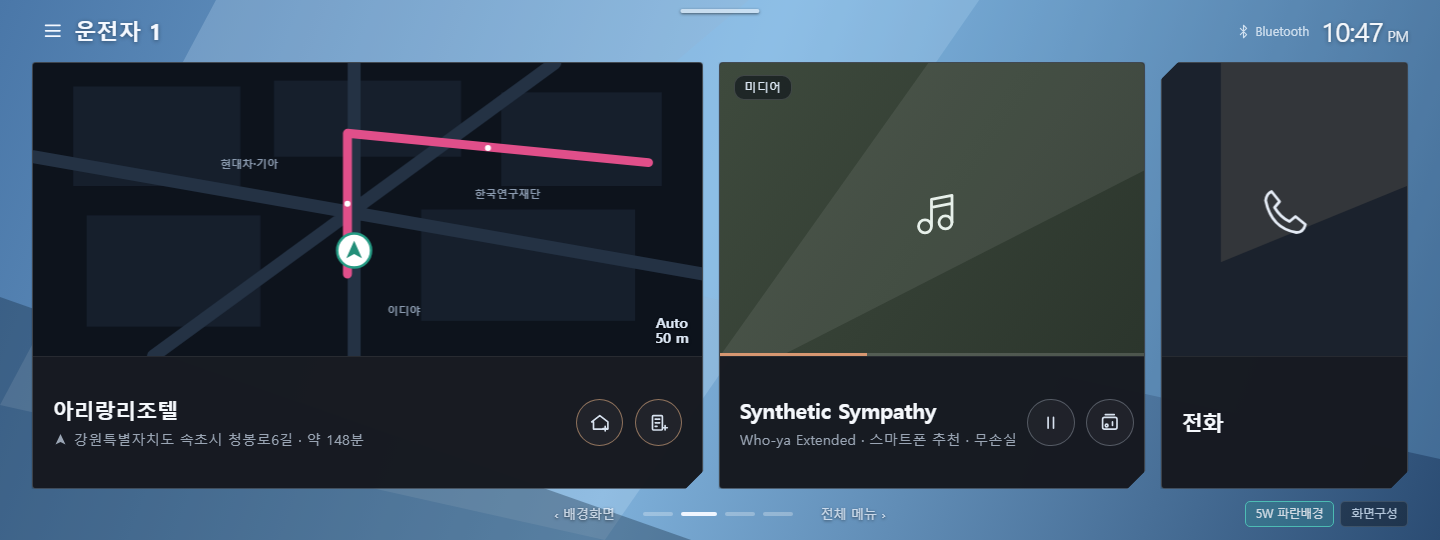 운전자 1
Bluetooth 10:47 PM
현대차·기아
한국연구재단
이디야
Auto
50 m
아리랑리조텔
강원특별자치도 속초시 청봉로6길 · 약 148분
미디어
Synthetic Sympathy
Who-ya Extended · 스마트폰 추천 · 무손실
전화
‹ 배경화면
전체 메뉴 ›
5W 파란배경
화면구성